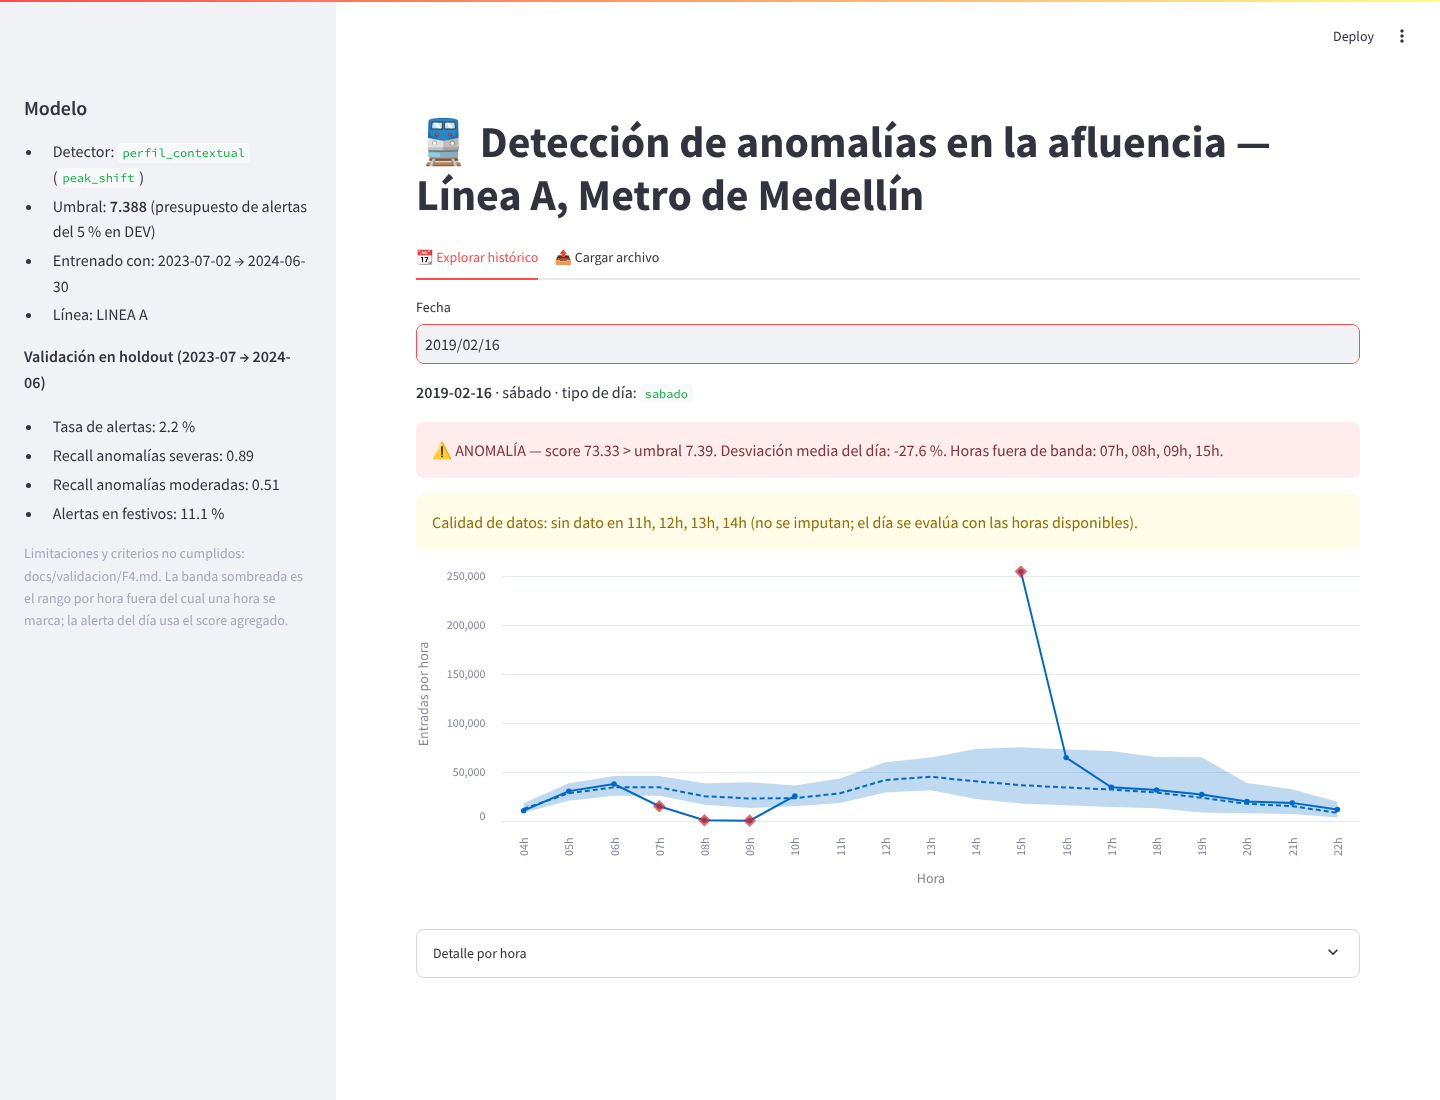 Deploy
Modelo
Detector: perfil_contextual
(peak_shift)
Umbral: 7.388 (presupuesto de alertas
del 5 % en DEV)
Entrenado con: 2023-07-02 → 2024-06-
30
Línea: LINEA A
Validación en holdout (2023-07 → 2024-
06)
Tasa de alertas: 2.2 %
Recall anomalías severas: 0.89
Recall anomalías moderadas: 0.51
Alertas en festivos: 11.1 %
Limitaciones y criterios no cumplidos:
docs/validacion/F4.md. La banda sombreada es
el rango por hora fuera del cual una hora se
marca; la alerta del día usa el score agregado.
🚆 Detección de anomalías en la afluencia —
Línea A, Metro de Medellín
📆 Explorar histórico 📤 Cargar archivo
Fecha
2019/02/16
2019-02-16 · sábado · tipo de día: sabado
⚠️ ANOMALÍA — score 73.33 > umbral 7.39. Desviación media del día: -27.6 %. Horas fuera de banda: 07h, 08h, 09h, 15h.
Calidad de datos: sin dato en 11h, 12h, 13h, 14h (no se imputan; el día se evalúa con las horas disponibles).
Entradas por hora
250,000
200,000
150,000
100,000
50,000
0
04h 05h 06h 07h 08h 09h 10h 11h 12h 13h 14h 15h 16h 17h 18h 19h 20h 21h 22h
Hora
Detalle por hora